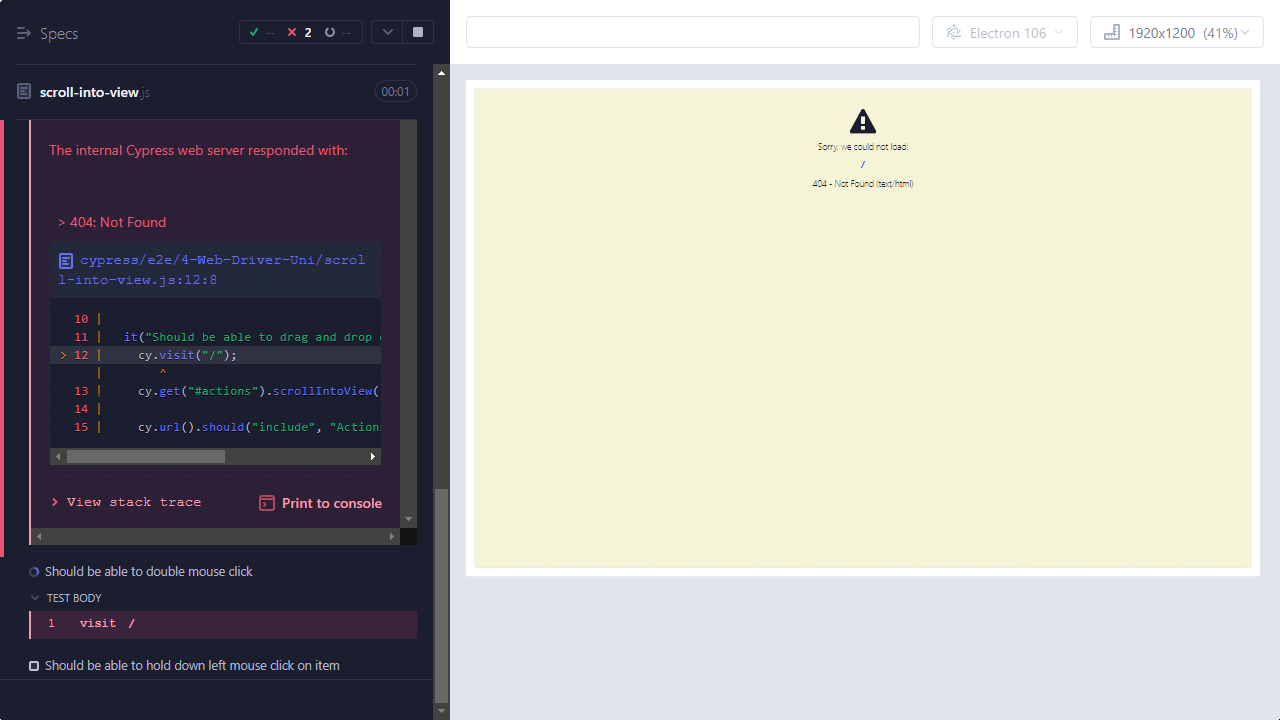 Specs
--
2
--
Electron 106
1920x1200 (41%)
scroll-into-view.js
00:01
The internal Cypress web server responded with:
> 404: Not Found
cypress/e2e/4-Web-Driver-Uni/scrol
l-into-view.js:12:8
10 |
11 | it("Should be able to drag and drop
> 12 | cy.visit("/");
| ^
13 | cy.get("#actions").scrollIntoView(
14 |
15 | cy.url().should("include", "Action
> View stack trace
Print to console
Should be able to double mouse click
TEST BODY
1 visit /
Should be able to hold down left mouse click on item
Sorry, we could not load:
/
404 - Not Found (text/html)